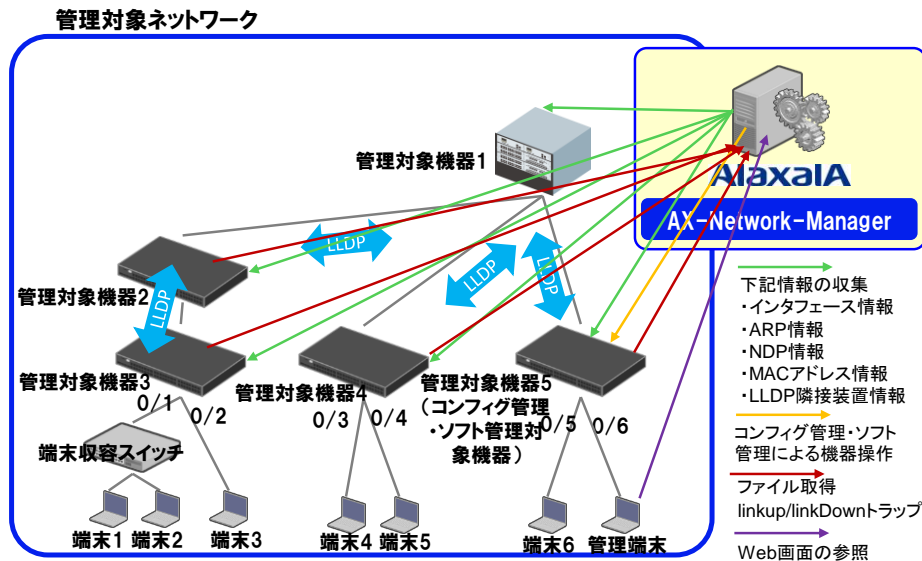 管理対象ネットワーク
管理対象機器1
AlaxalA
AX-Network-Manager
LLDP
LLDP
LLDP
LLDP
管理対象機器2
管理対象機器3
0/1
0/2
管理対象機器4
0/3
0/4
管理対象機器5
(コンフィグ管理
・ソフト管理対
象機器)
0/5
0/6
端末収容スイッチ
端末1
端末2
端末3
端末4
端末5
端末6
管理端末
下記情報の収集
・インタフェース情報
・ARP情報
・NDP情報
・MACアドレス情報
・LLDP隣接装置情報
コンフィグ管理・ソフト
管理による機器操作
ファイル取得
linkup/linkDownトラップ
Web画面の参照